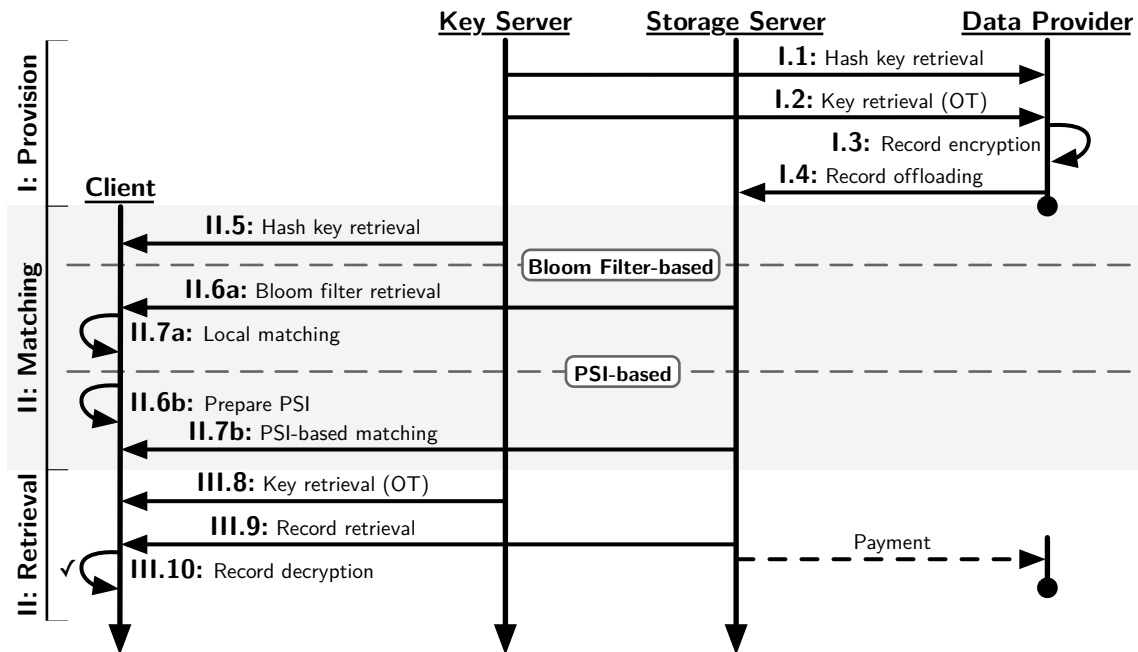 Key Server
Storage Server
Data Provider
I: Provision
I.1: Hash key retrieval
I.2: Key retrieval (OT)
I.3: Record encryption
I.4: Record offloading
Client
II: Matching
II.5: Hash key retrieval
Bloom Filter-based
II.6a: Bloom filter retrieval
II.7a: Local matching
PSI-based
II.6b: Prepare PSI
II.7b: PSI-based matching
II: Retrieval
III.8: Key retrieval (OT)
III.9: Record retrieval
Payment
✓
III.10: Record decryption